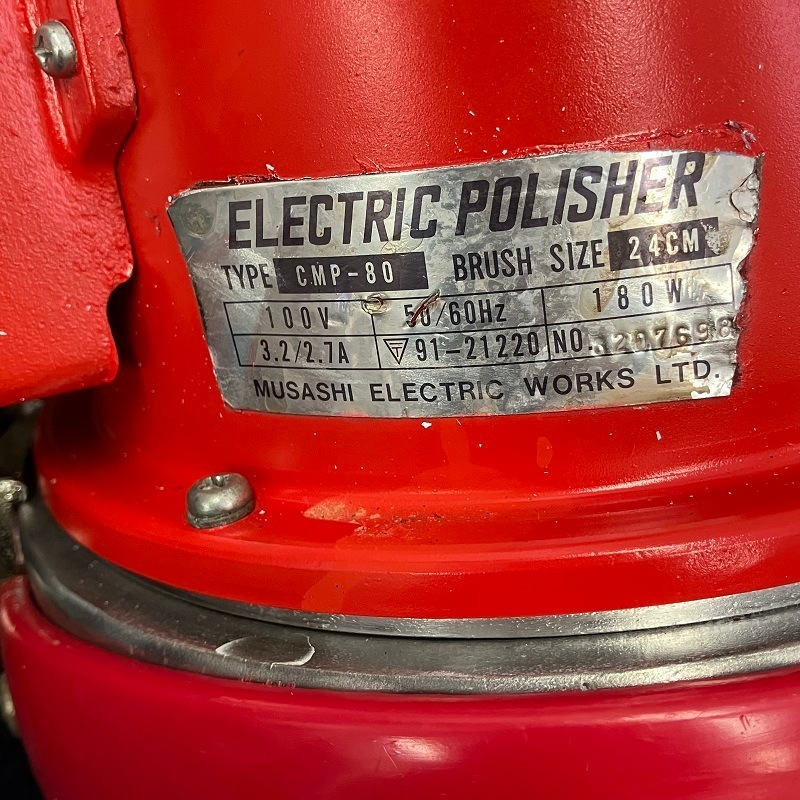 ELECTRIC POLISHER
TYPE CMP-80 BRUSH SIZE 24CM
100V 50/60Hz 180W
3.2/2.7A 91-21220 NO.
MUSASHI ELECTRIC WORKS LTD.